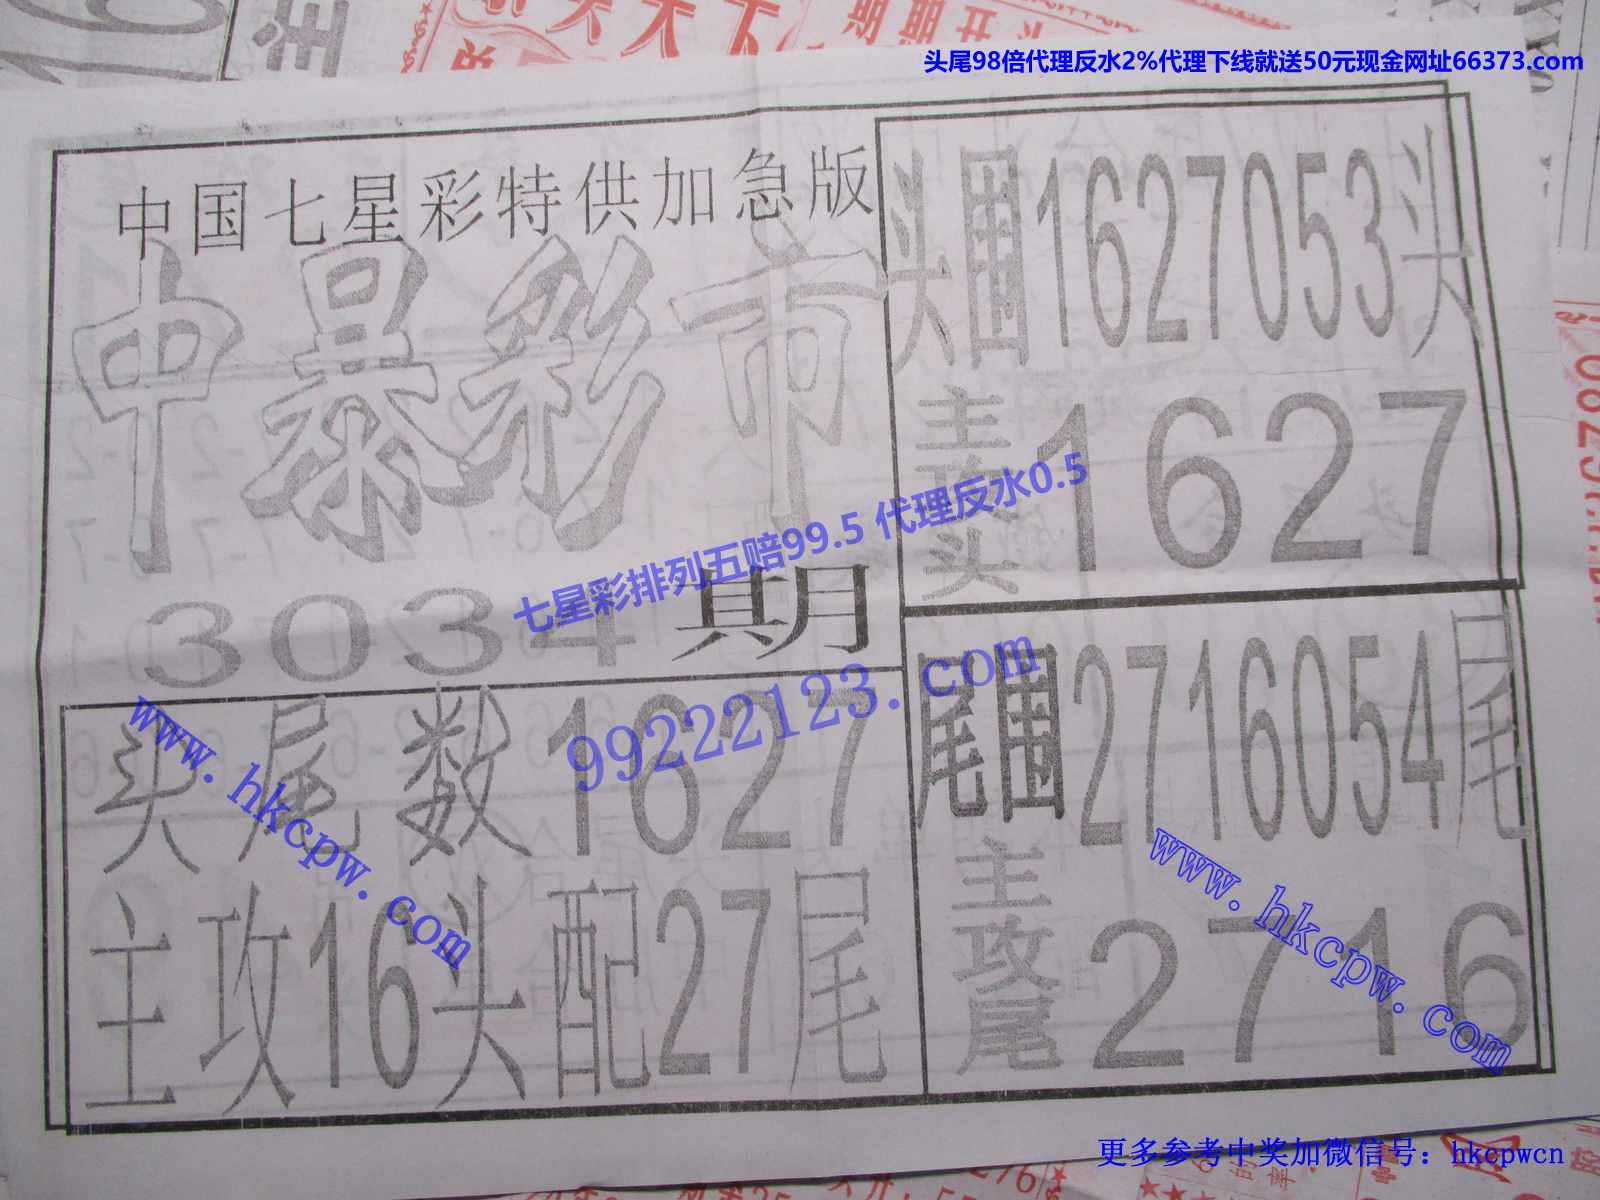 头尾98倍代理反水2%代理下线就送50元现金网址66373.com
中国七星彩特供加急版
中暴彩市
3034期
头围1627053头
主攻头1627
七星彩排列五赔99.5 代理反水0.5
99222123.com
头尾数1627
主攻16头配27尾
www.hkcpw.com
尾围2716054尾
主攻尾2716
www.hkcpw.com
更多参考中奖加微信号：hkcpwcn